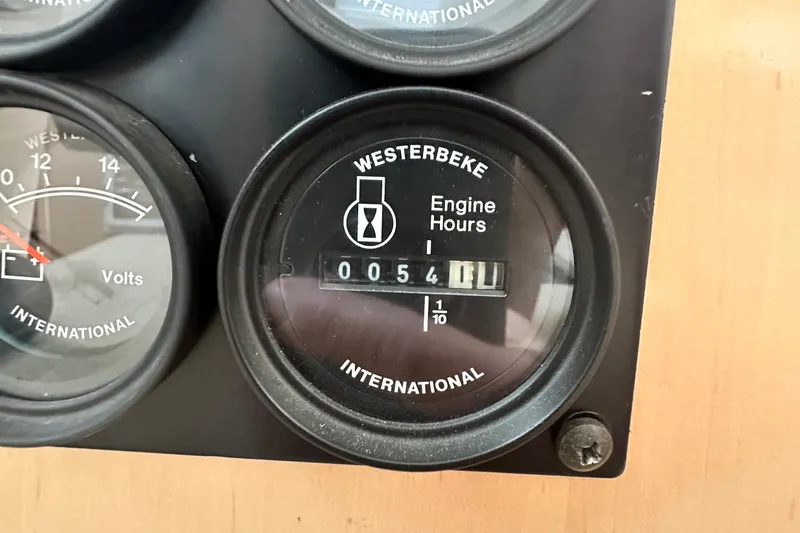 INTERNATIONAL
WESTERBEKE
12
14
Engine
Hours
0054
1/10
Volts
INTERNATIONAL
INTERNATIONAL